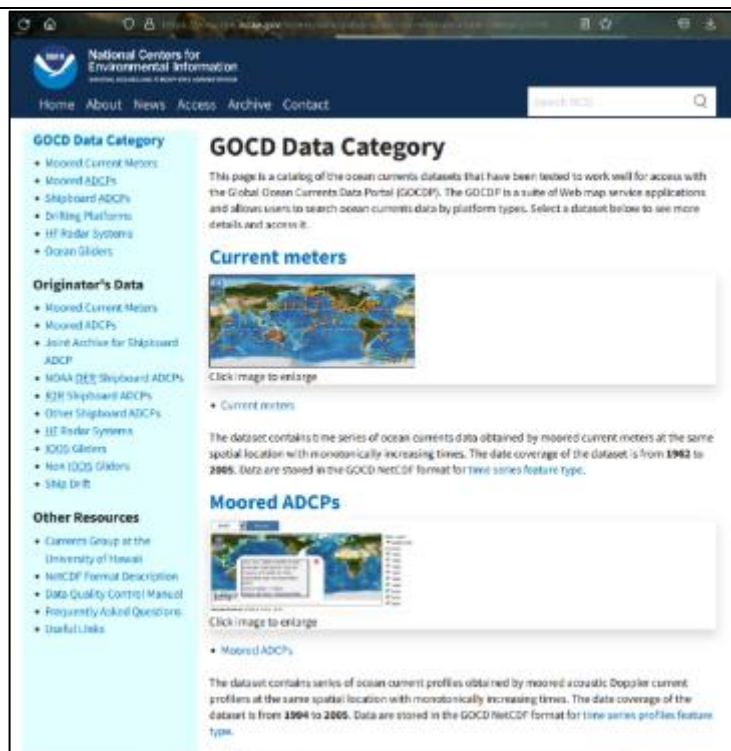 National Centers for
Environmental Information
Home About News Access Archive Contact
Search NCEI
GOCD Data Category
• Moored Current Meters
• Moored ADCPs
• Shipboard ADCPs
• Drifting Platforms
• HF Radar Systems
• Ocean Gliders
Originator's Data
• Moored Current Meters
• Moored ADCPs
• Joint Archive for Shipboard
ADCP
• NOAA OER Shipboard ADCPs
• R2R Shipboard ADCPs
• Other Shipboard ADCPs
• HF Radar Systems
• IOOS Gliders
• Non IOOS Gliders
• Ship Drift
Other Resources
• Currents Group at the
University of Hawaii
• NetCDF Format Description
• Data Quality Control Manual
• Frequently Asked Questions
• Useful Links
GOCD Data Category
This page is a catalog of the ocean currents datasets that have been tested to work well for access with
the Global Ocean Currents Data Portal (GOCDP). The GOCDP is a suite of Web map service applications
and allows users to search ocean currents data by platform types. Select a dataset below to see more
details and access it.
Current meters
Click image to enlarge
• Current meters
The dataset contains time series of ocean currents data obtained by moored current meters at the same
spatial location with monotonically increasing times. The date coverage of the dataset is from 1962 to
2005. Data are stored in the GOCD NetCDF format for time series feature type.
Moored ADCPs
Click image to enlarge
• Moored ADCPs
The dataset contains series of ocean current profiles obtained by moored acoustic Doppler current
profilers at the same spatial location with monotonically increasing times. The date coverage of the
dataset is from 1994 to 2005. Data are stored in the GOCD NetCDF format for time series profiles feature
type.